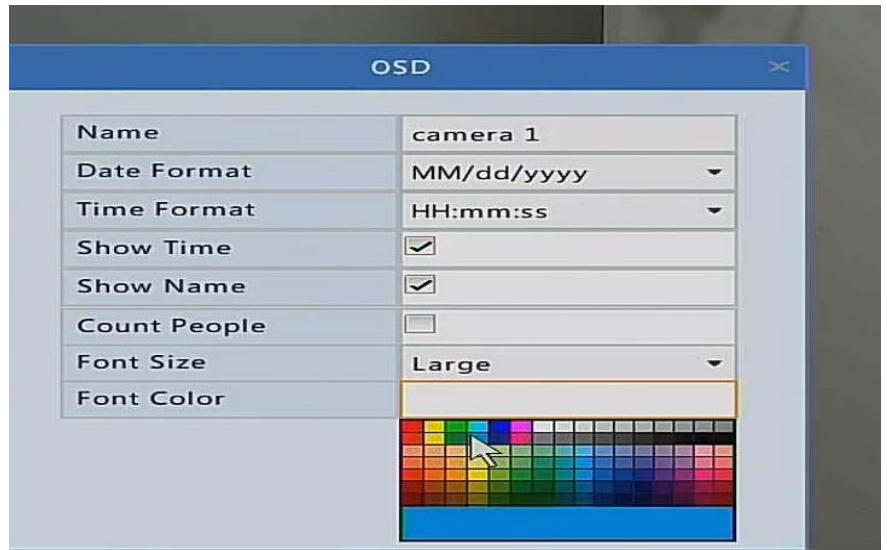 OSD
Name camera 1
Date Format MM/dd/yyyy
Time Format HH:mm:ss
Show Time
Show Name
Count People
Font Size Large
Font Color